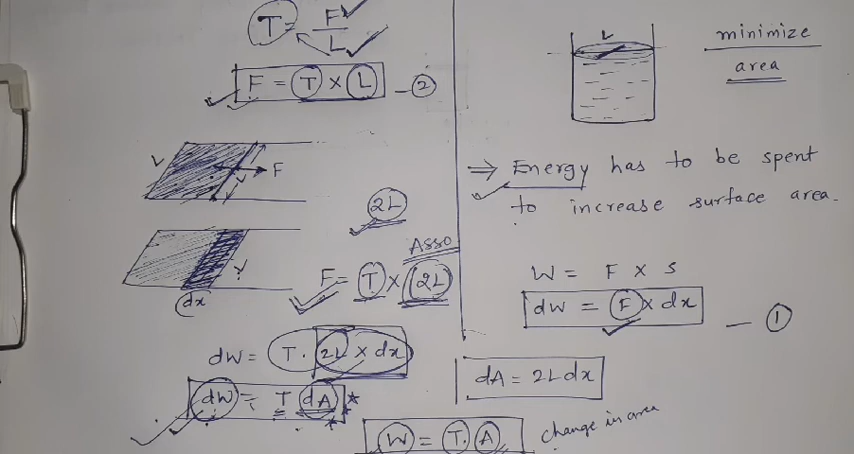 T = F / L
F = T × L — ②
L
F
L
2L
L
dx
Asso
F = T × (2L)
dW = T. 2L × dx
dW = T dA **
W = T. A
change in area
L
minimize
area
⇒ Energy has to be spent
to increase surface area.
W = F × s
dW = F × dx — ①
dA = 2L dx